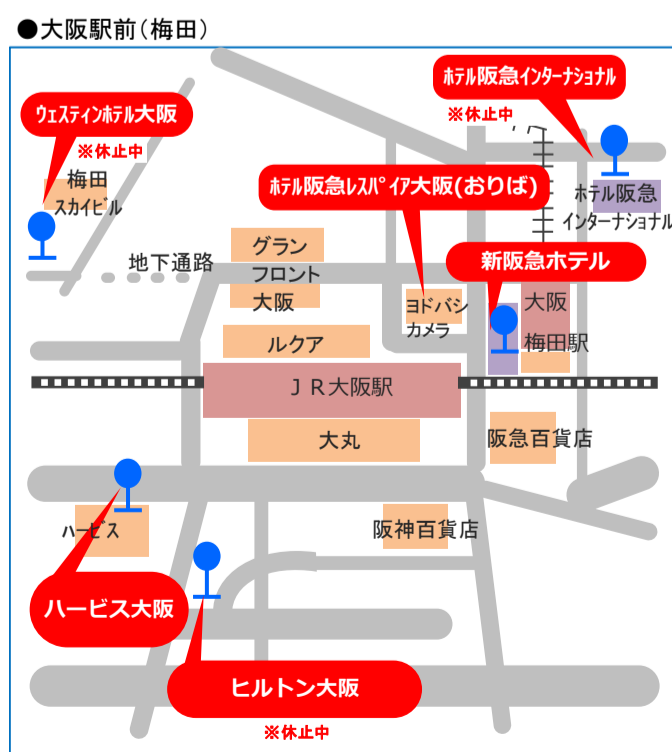 ●大阪駅前(梅田)
ホテル阪急インターナショナル
※休止中
ウェスティンホテル大阪
※休止中
梅田
スカイビル
ホテル阪急レスパイア大阪(おりば)
ホテル阪急
インターナショナル
新阪急ホテル
地下通路
グラン
フロント
大阪
ヨドバシ
カメラ
大阪
梅田駅
ルクア
JR大阪駅
大丸
阪急百貨店
ハービス
阪神百貨店
ハービス大阪
ヒルトン大阪
※休止中